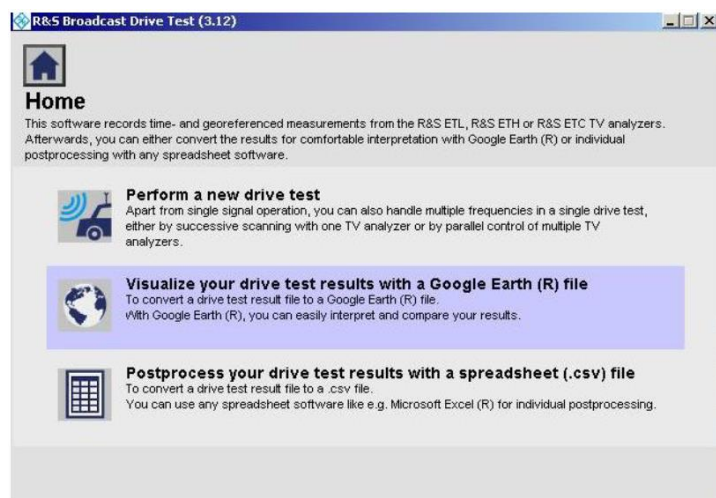 R&S Broadcast Drive Test (3.12)
Home
This software records time- and georeferenced measurements from the R&S ETL, R&S ETH or R&S ETC TV analyzers.
Afterwards, you can either convert the results for comfortable interpretation with Google Earth (R) or individual
postprocessing with any spreadsheet software.
Perform a new drive test
Apart from single signal operation, you can also handle multiple frequencies in a single drive test,
either by successive scanning with one TV analyzer or by parallel control of multiple TV
analyzers.
Visualize your drive test results with a Google Earth (R) file
To convert a drive test result file to a Google Earth (R) file.
With Google Earth (R), you can easily interpret and compare your results.
Postprocess your drive test results with a spreadsheet (.csv) file
To convert a drive test result file to a .csv file.
You can use any spreadsheet software like e.g. Microsoft Excel (R) for individual postprocessing.